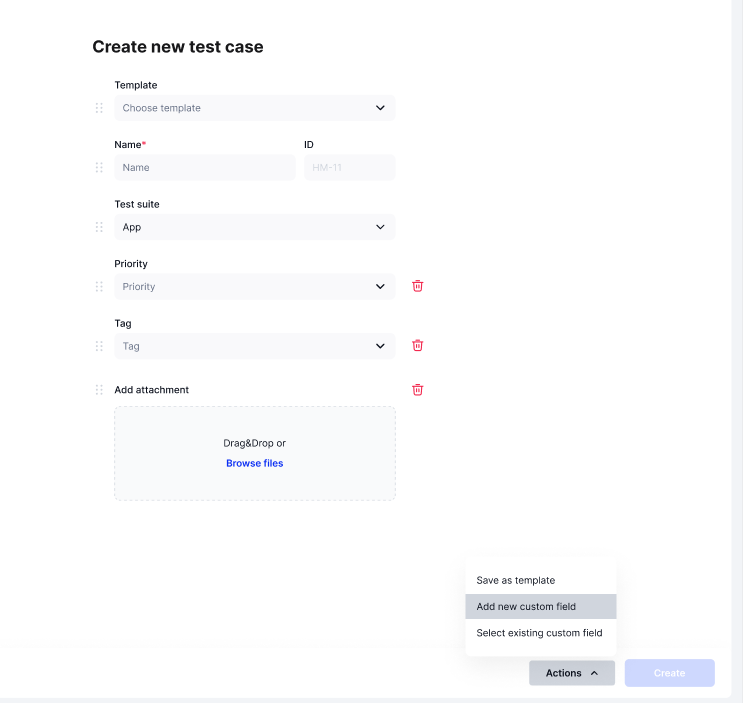 Create new test case
Template
Choose template
Name* ID
Name HM-11
Test suite
App
Priority
Priority
Tag
Tag
Add attachment
Drag&Drop or
Browse files
Save as template
Add new custom field
Select existing custom field
Actions Create